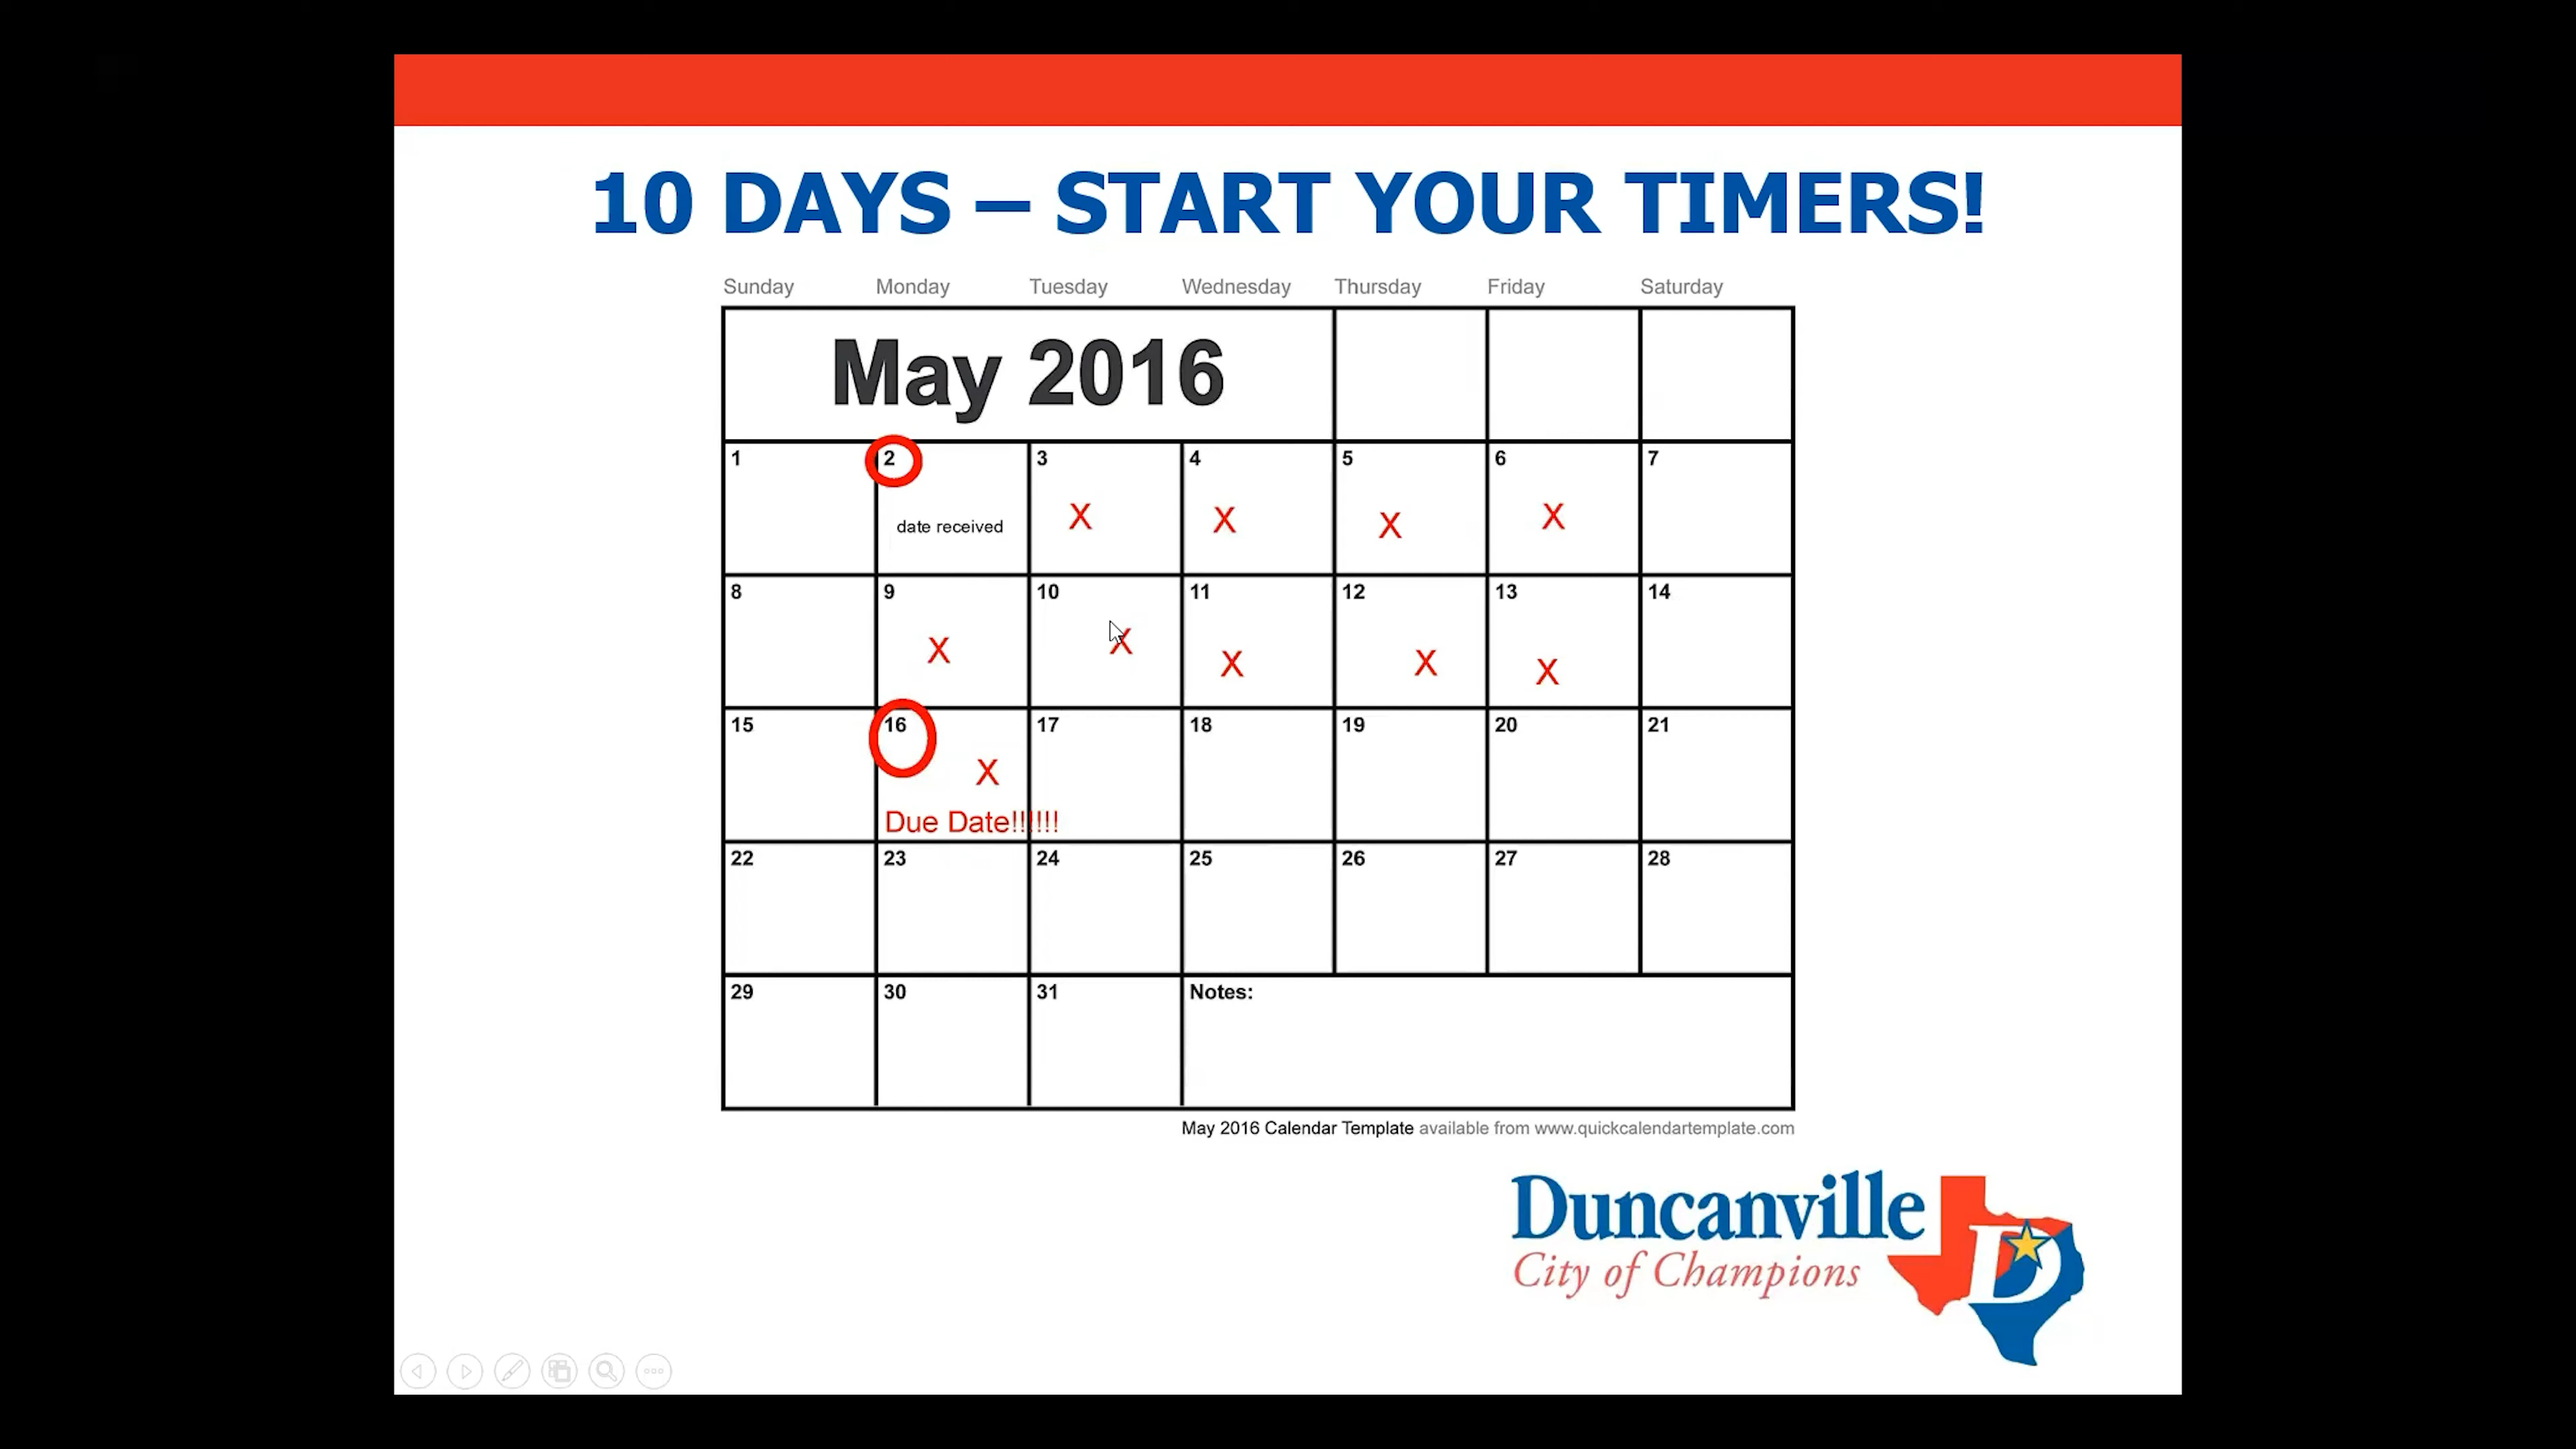 10 DAYS – START YOUR TIMERS!
Sunday Monday Tuesday Wednesday Thursday Friday Saturday
May 2016
1 2 3 4 5 6 7
date received X X X X
8 9 10 11 12 13 14
X X X X X
15 16 17 18 19 20 21
X
Due Date!!!!!!
22 23 24 25 26 27 28
29 30 31 Notes:
May 2016 Calendar Template available from www.quickcalendartemplate.com
Duncanville
City of Champions
D